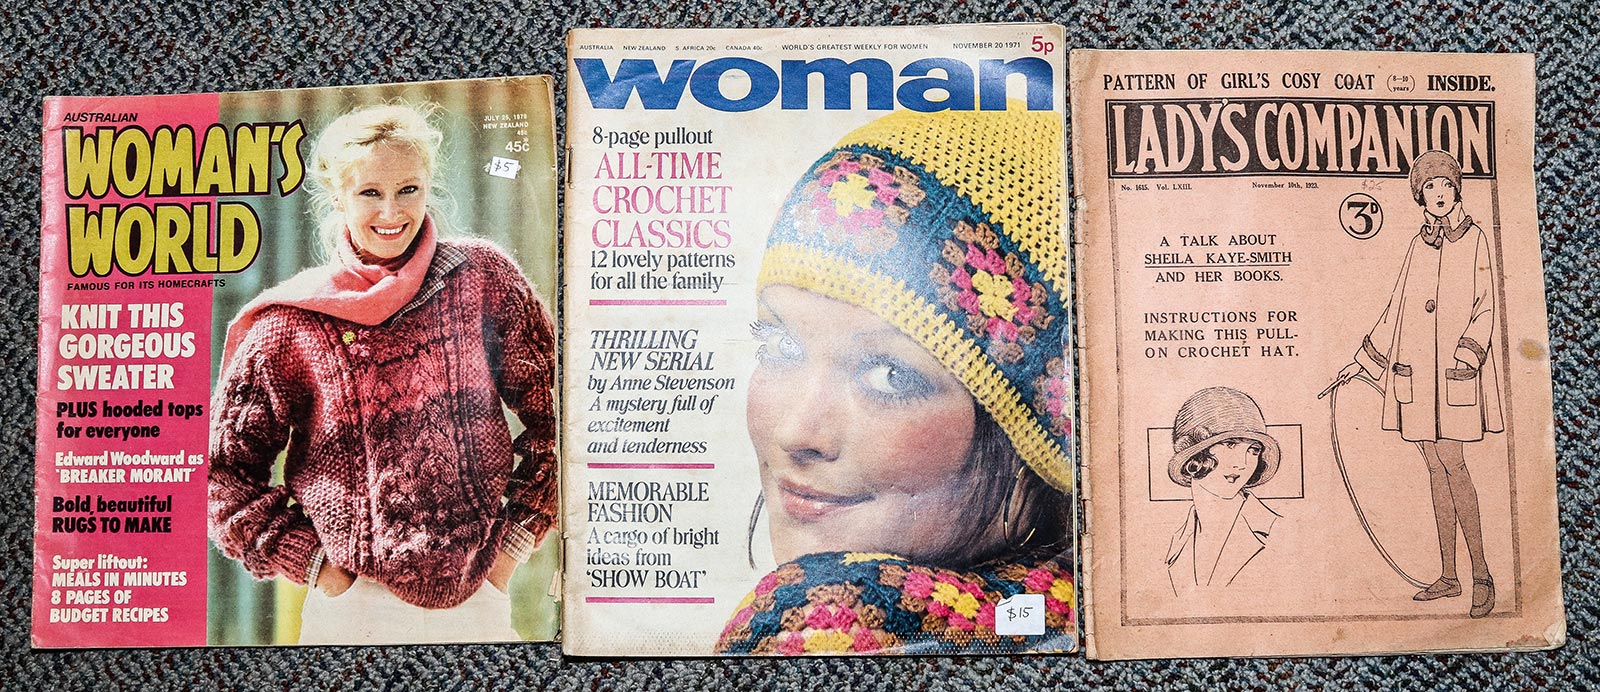 AUSTRALIAN
WOMAN'S
WORLD
FAMOUS FOR ITS HOMECRAFTS
NEW ZEALAND
45c
$5
KNIT THIS
GORGEOUS
SWEATER
PLUS hooded tops
for everyone
Edward Woodward as
'BREAKER MORANT'
Bold, beautiful
RUGS TO MAKE
Super liftout:
MEALS IN MINUTES
8 PAGES OF
BUDGET RECIPES
AUSTRALIA NEW ZEALAND S. AFRICA 20c CANADA 40c WORLD'S GREATEST WEEKLY FOR WOMEN NOVEMBER 20 1971 5p
woman
8-page pullout
ALL-TIME
CROCHET
CLASSICS
12 lovely patterns
for all the family
THRILLING
NEW SERIAL
by Anne Stevenson
A mystery full of
excitement
and tenderness
MEMORABLE
FASHION
A cargo of bright
ideas from
'SHOW BOAT'
$15
PATTERN OF GIRL'S COSY COAT (8–10 years) INSIDE.
LADY'S COMPANION
No. 1615. Vol. LXIII. November 10th, 1923.
3D
A TALK ABOUT
SHEILA KAYE-SMITH
AND HER BOOKS.
INSTRUCTIONS FOR
MAKING THIS PULL-
ON CROCHET HAT.